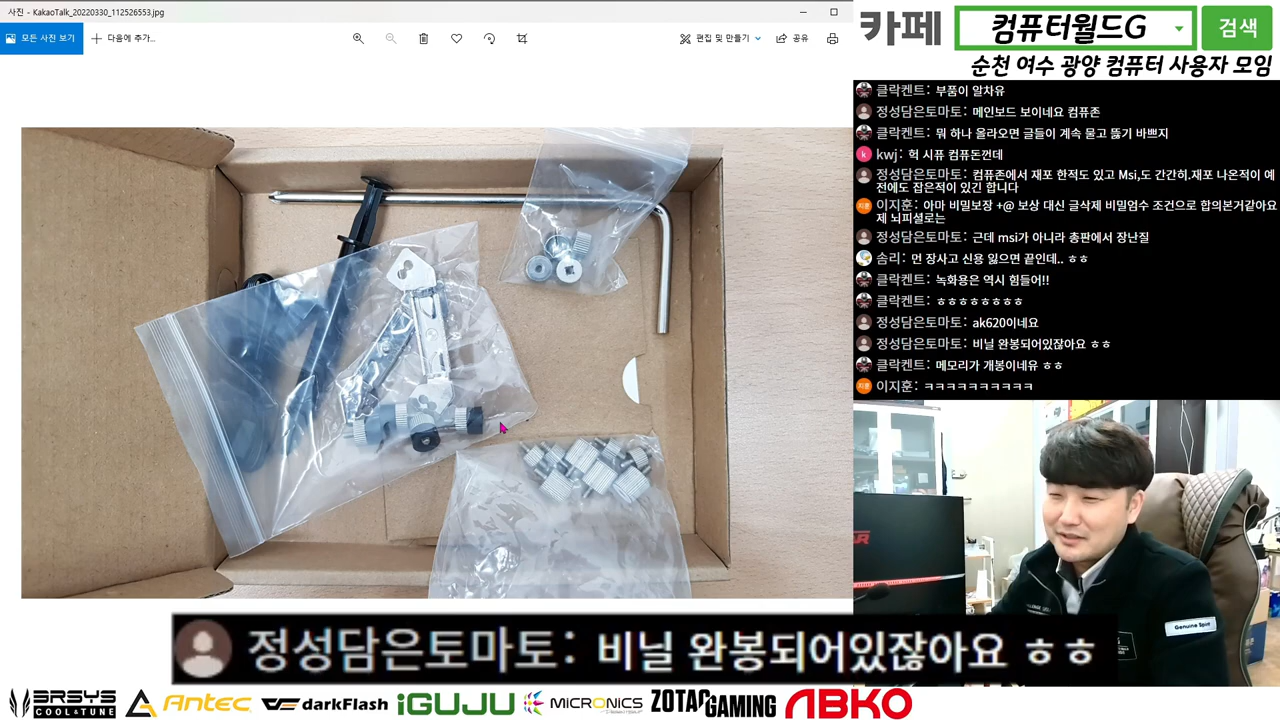 사진 - KakaoTalk_20220330_112526553.jpg
모든 사진 보기
다음에 추가...
편집 및 만들기
공유
카페
컴퓨터월드G
검색
순천 여수 광양 컴퓨터 사용자 모임
클락켄트: 부품이 알차유
정성담은토마토: 메인보드 보이네요 컴퓨존
클락켄트: 뭐 하나 올라오면 글들이 계속 묻고 뚫기 바쁘지
k
kwj: 헉 시퓨 컴퓨돈껀데
정성담은토마토: 컴퓨존에서 재포 한적도 있고 Msi,도 간간히.재포 나온적이 예
전에도 잡은적이 있긴 합니다
지훈
이지훈: 아마 비밀보장 +@ 보상 대신 글삭제 비밀엄수 조건으로 합의본거같아요
제 뇌피셜로는
정성담은토마토: 근데 msi가 아니라 총판에서 장난질
솜리: 먼 장사고 신용 잃으면 끝인데.. ㅎㅎ
클락켄트: 녹화용은 역시 힘들어!!
클락켄트: ㅎㅎㅎㅎㅎㅎㅎㅎ
정성담은토마토: ak620이네요
정성담은토마토: 비닐 완봉되어있잖아요 ㅎㅎ
클락켄트: 메모리가 개봉이네유 ㅎㅎ
지훈
이지훈: ㅋㅋㅋㅋㅋㅋㅋㅋㅋㅋ
Genuine Spirit
정성담은토마토: 비닐 완봉되어있잖아요 ㅎㅎ
3RSYS
COOL&TUNE
Antec
darkFlash
iGUJU
MICRONICS
ZOTAC
GAMING
ABKO